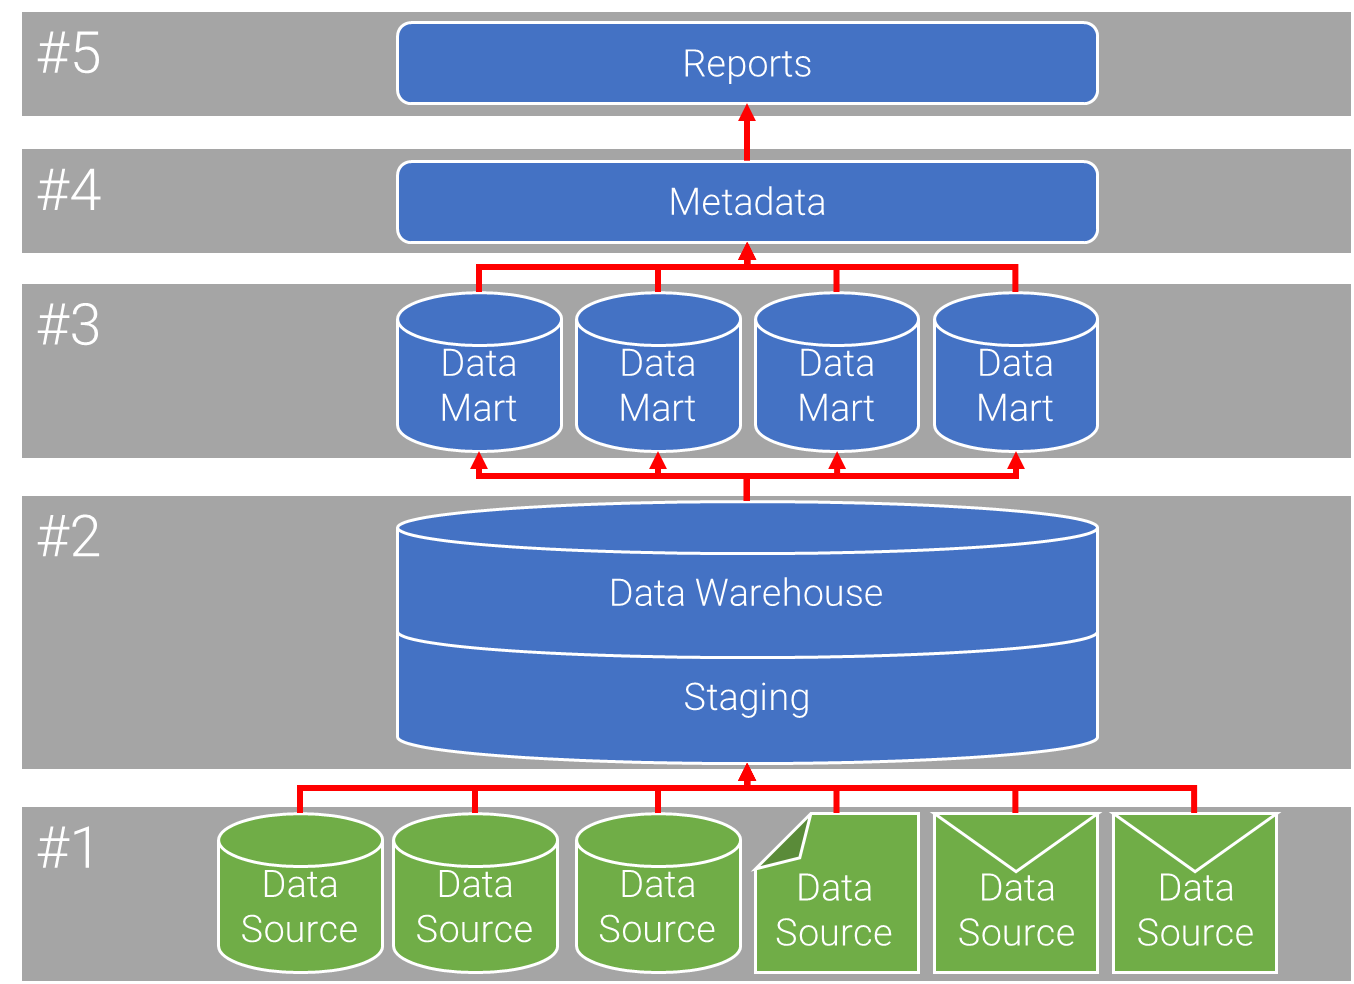 #5
Reports
#4
Metadata
#3
Data Data Data Data
Mart Mart Mart Mart
#2
Data Warehouse
Staging
#1
Data Data Data Data Data Data
Source Source Source Source Source Source